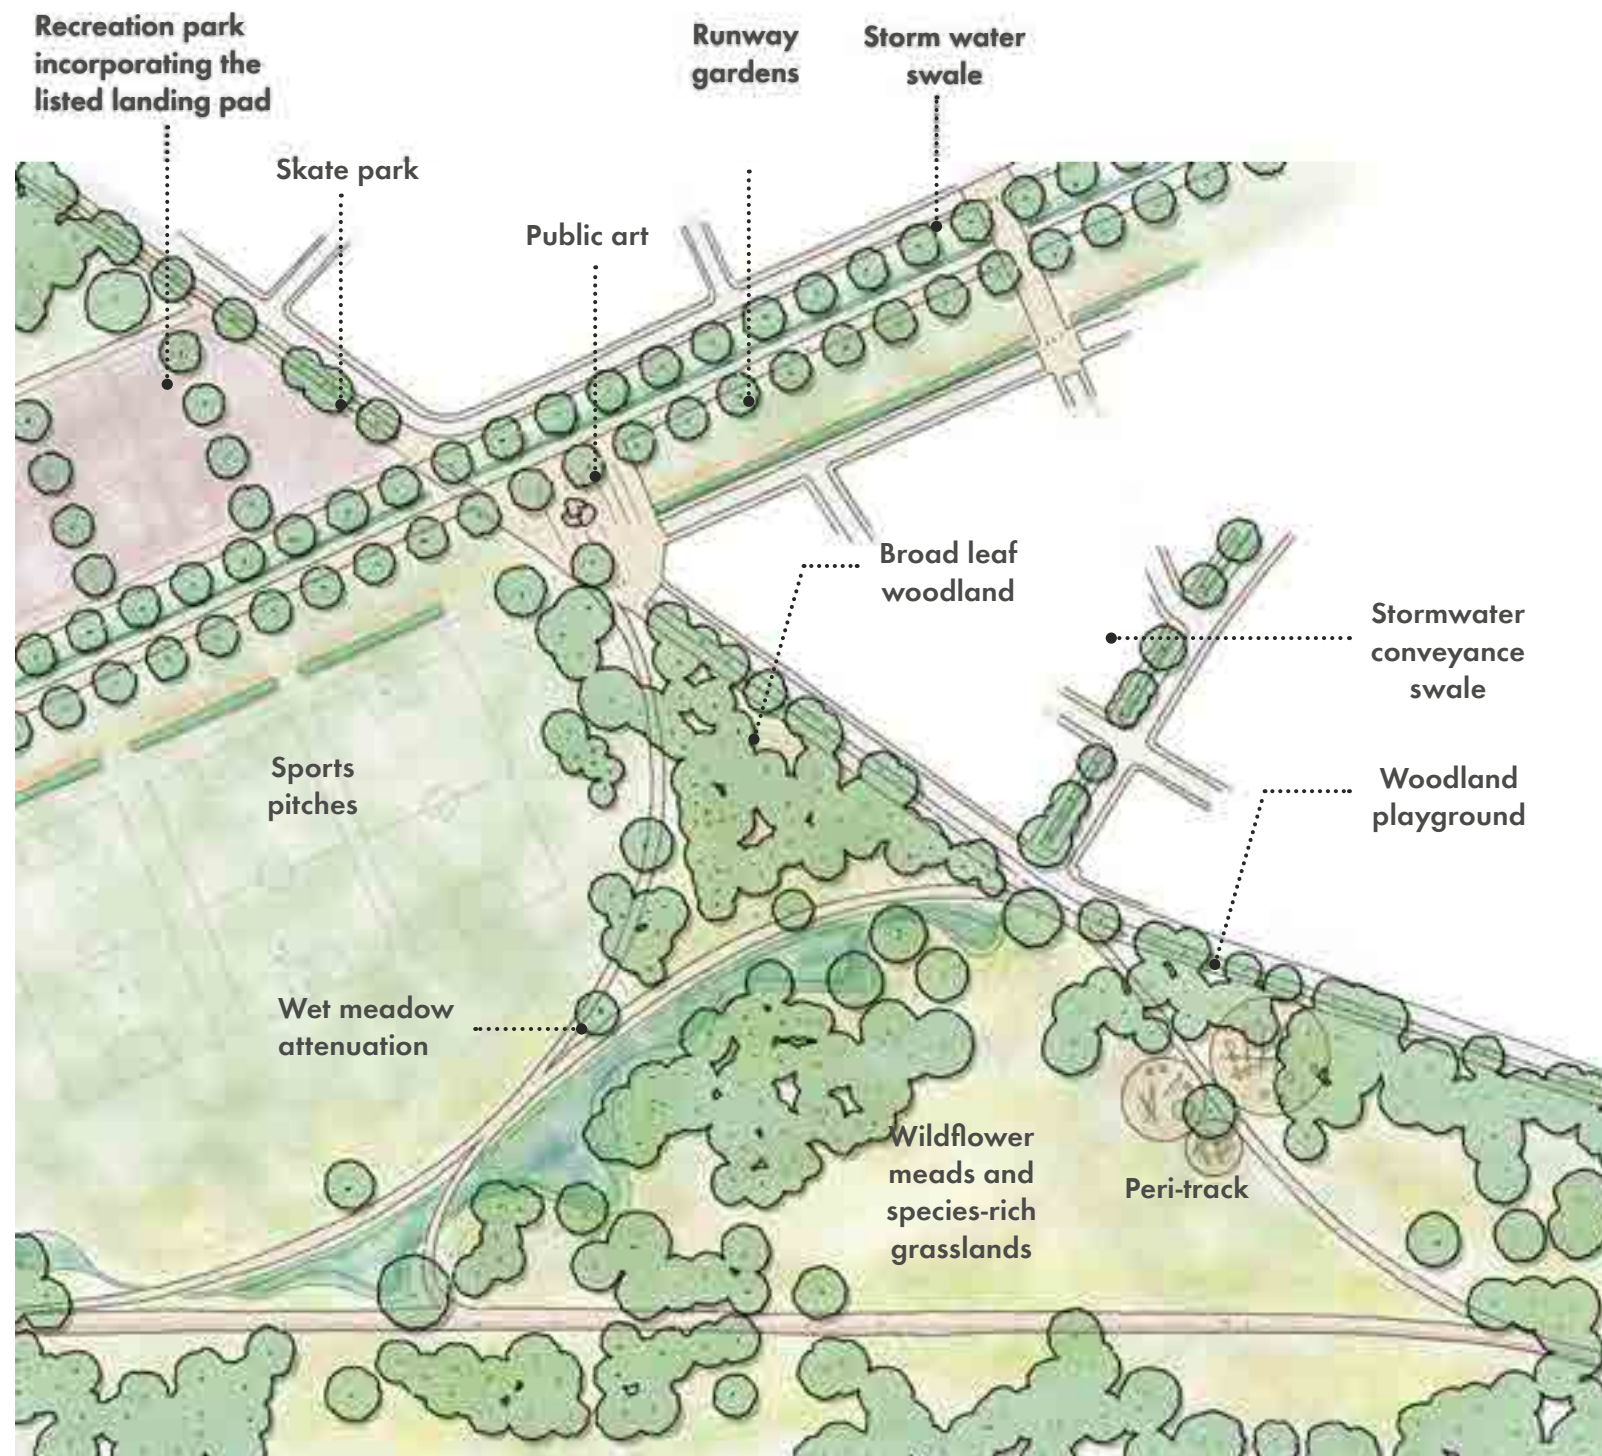 Recreation park
incorporating the
listed landing pad
Runway
gardens
Storm water
swale
Skate park
Public art
Broad leaf
woodland
Stormwater
conveyance
swale
Sports
pitches
Woodland
playground
Wet meadow
attenuation
Wildflower
meads and
species-rich
grasslands
Peri-track